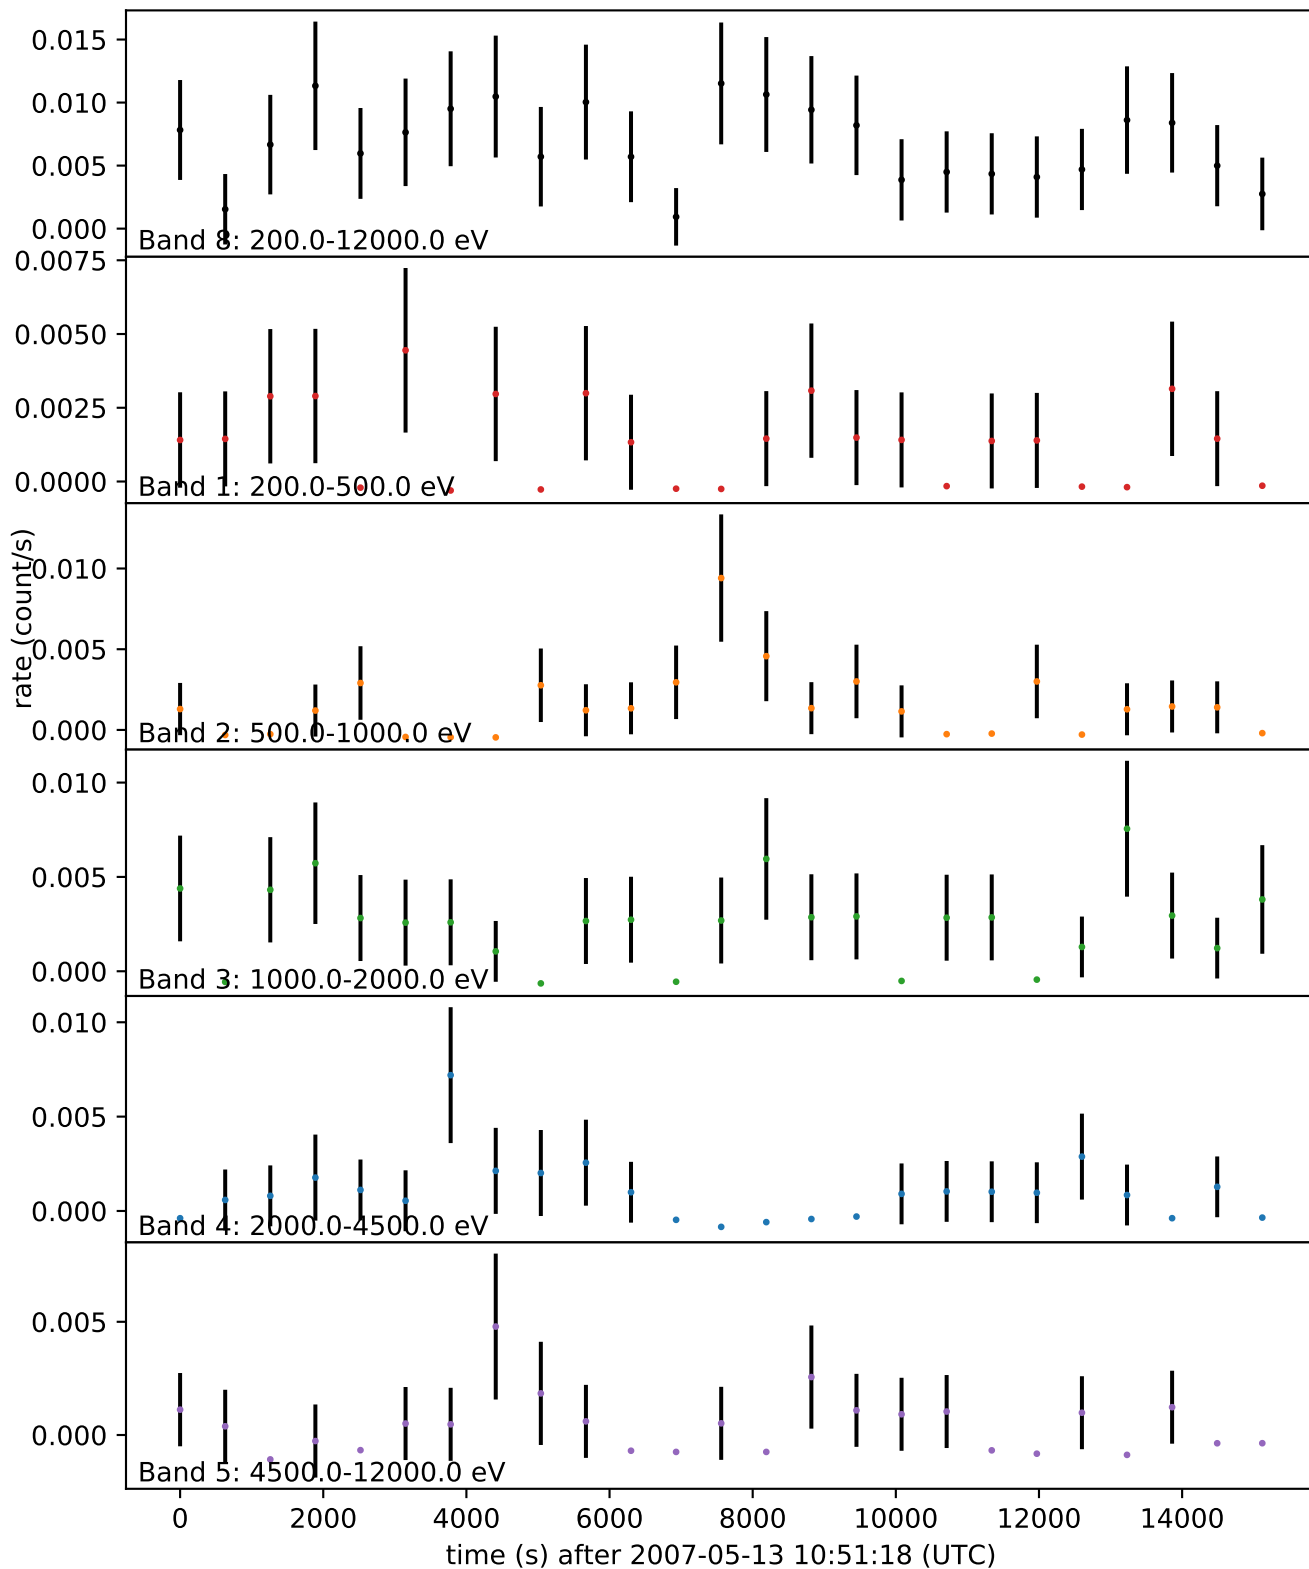 0.015
0.010
0.005
0.000
Band 8: 200.0-12000.0 eV
0.0075
0.0050
0.0025
0.0000
Band 1: 200.0-500.0 eV
rate (count/s)
0.010
0.005
0.000
Band 2: 500.0-1000.0 eV
0.010
0.005
0.000
Band 3: 1000.0-2000.0 eV
0.010
0.005
0.000
Band 4: 2000.0-4500.0 eV
0.005
0.000
Band 5: 4500.0-12000.0 eV
0 2000 4000 6000 8000 10000 12000 14000
time (s) after 2007-05-13 10:51:18 (UTC)